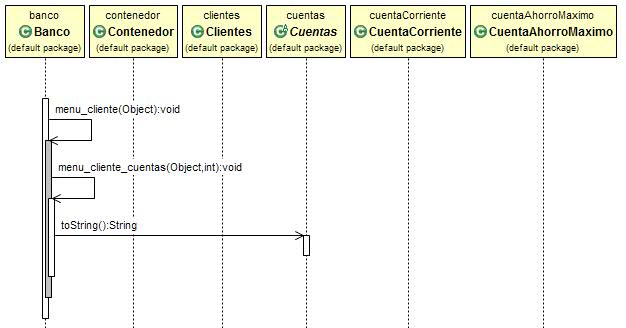 banco
Banco
(default package)
contenedor
Contenedor
(default package)
clientes
Clientes
(default package)
cuentas
Cuentas
(default package)
cuentaCorriente
CuentaCorriente
(default package)
cuentaAhorroMaximo
CuentaAhorroMaximo
(default package)
menu_cliente(Object):void
menu_cliente_cuentas(Object,int):void
toString():String